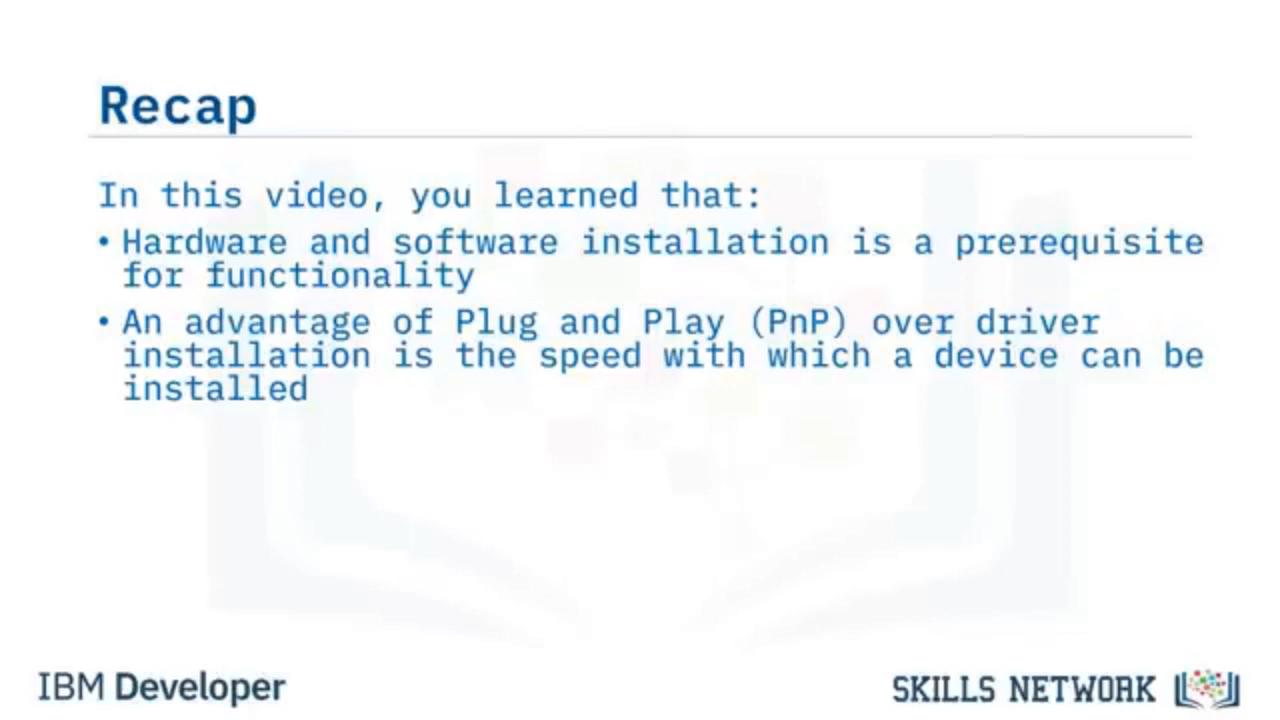 Recap
In this video, you learned that:
• Hardware and software installation is a prerequisite
for functionality
• An advantage of Plug and Play (PnP) over driver
installation is the speed with which a device can be
installed
IBM Developer
SKILLS NETWORK